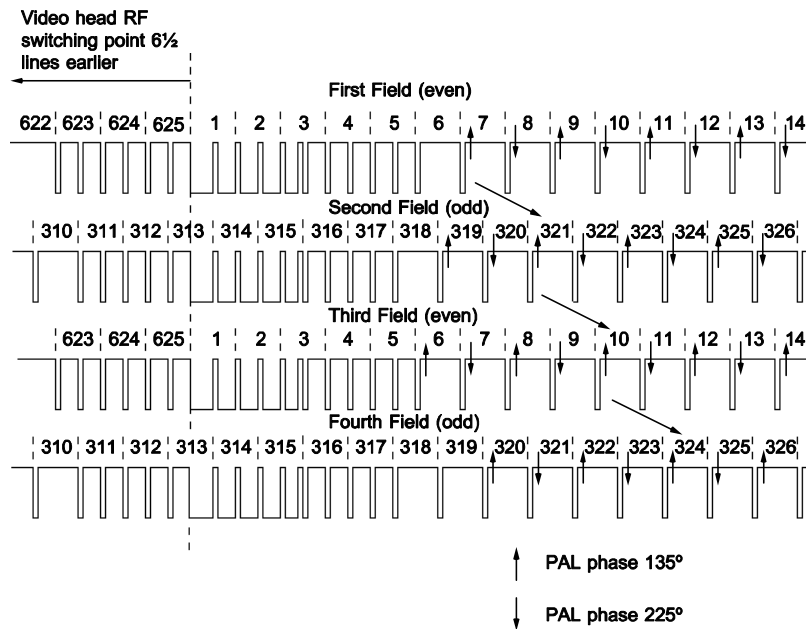 Video head RF
switching point 6½
lines earlier
First Field (even)
622 623 624 625 1 2 3 4 5 6 7 8 9 10 11 12 13 14
Second Field (odd)
310 311 312 313 314 315 316 317 318 319 320 321 322 323 324 325 326
Third Field (even)
623 624 625 1 2 3 4 5 6 7 8 9 10 11 12 13 14
Fourth Field (odd)
310 311 312 313 314 315 316 317 318 319 320 321 322 323 324 325 326
PAL phase 135º
PAL phase 225º